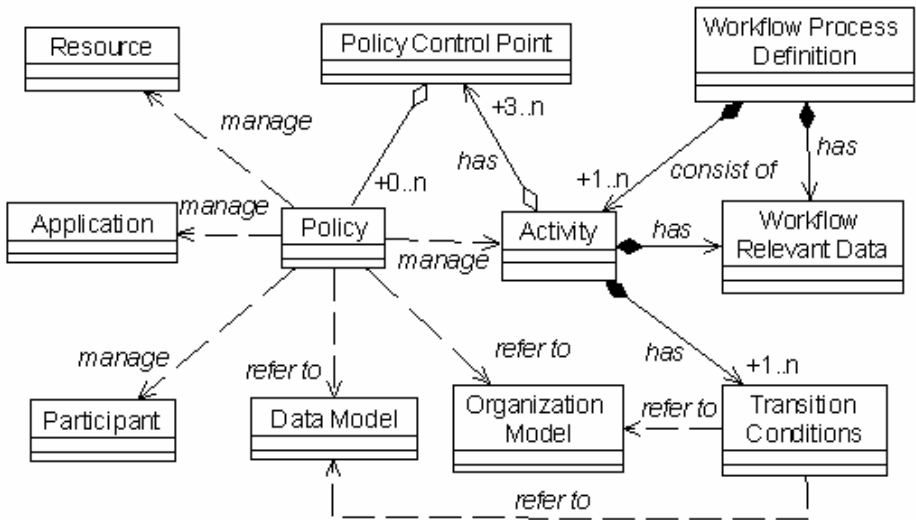 Resource
Policy Control Point
Workflow Process
Definition
manage
+3..n
has
has
consist of
+0..n
+1..n
Application
manage
Policy
manage
Activity
has
Workflow
Relevant Data
manage
refer to
refer to
has
+1..n
Participant
Data Model
Organization
Model
refer to
Transition
Conditions
refer to